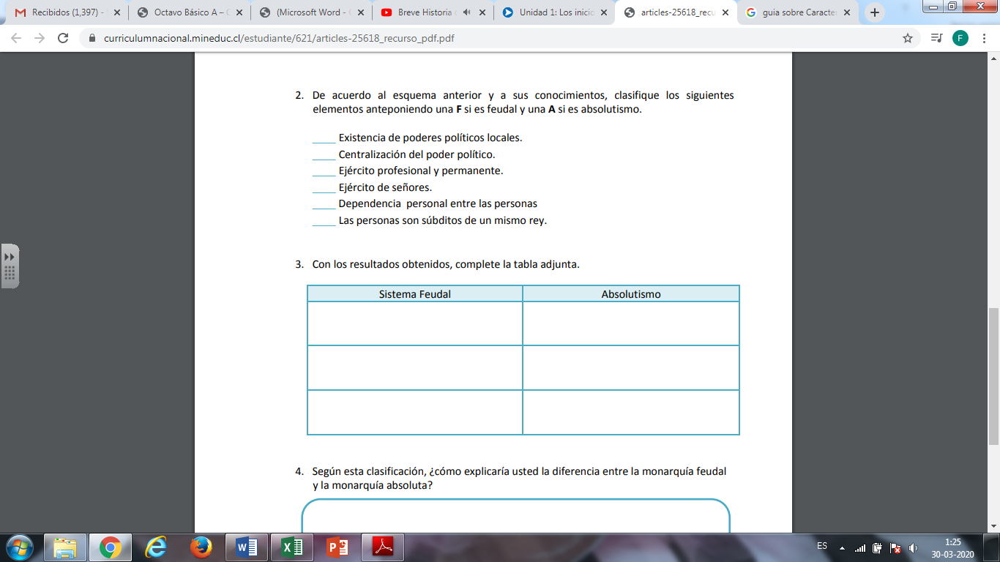 Recibidos (1,397) -
Octavo Básico A – C
(Microsoft Word -
Breve Historia
Unidad 1: Los inicio
articles-25618_recu
guia sobre Caracte
curriculumnacional.mineduc.cl/estudiante/621/articles-25618_recurso_pdf.pdf
F
2. De acuerdo al esquema anterior y a sus conocimientos, clasifique los siguientes
elementos anteponiendo una F si es feudal y una A si es absolutismo.
____ Existencia de poderes políticos locales.
____ Centralización del poder político.
____ Ejército profesional y permanente.
____ Ejército de señores.
____ Dependencia personal entre las personas
____ Las personas son súbditos de un mismo rey.
3. Con los resultados obtenidos, complete la tabla adjunta.
Sistema Feudal Absolutismo
4. Según esta clasificación, ¿cómo explicaría usted la diferencia entre la monarquía feudal
y la monarquía absoluta?
ES
1:25
30-03-2020